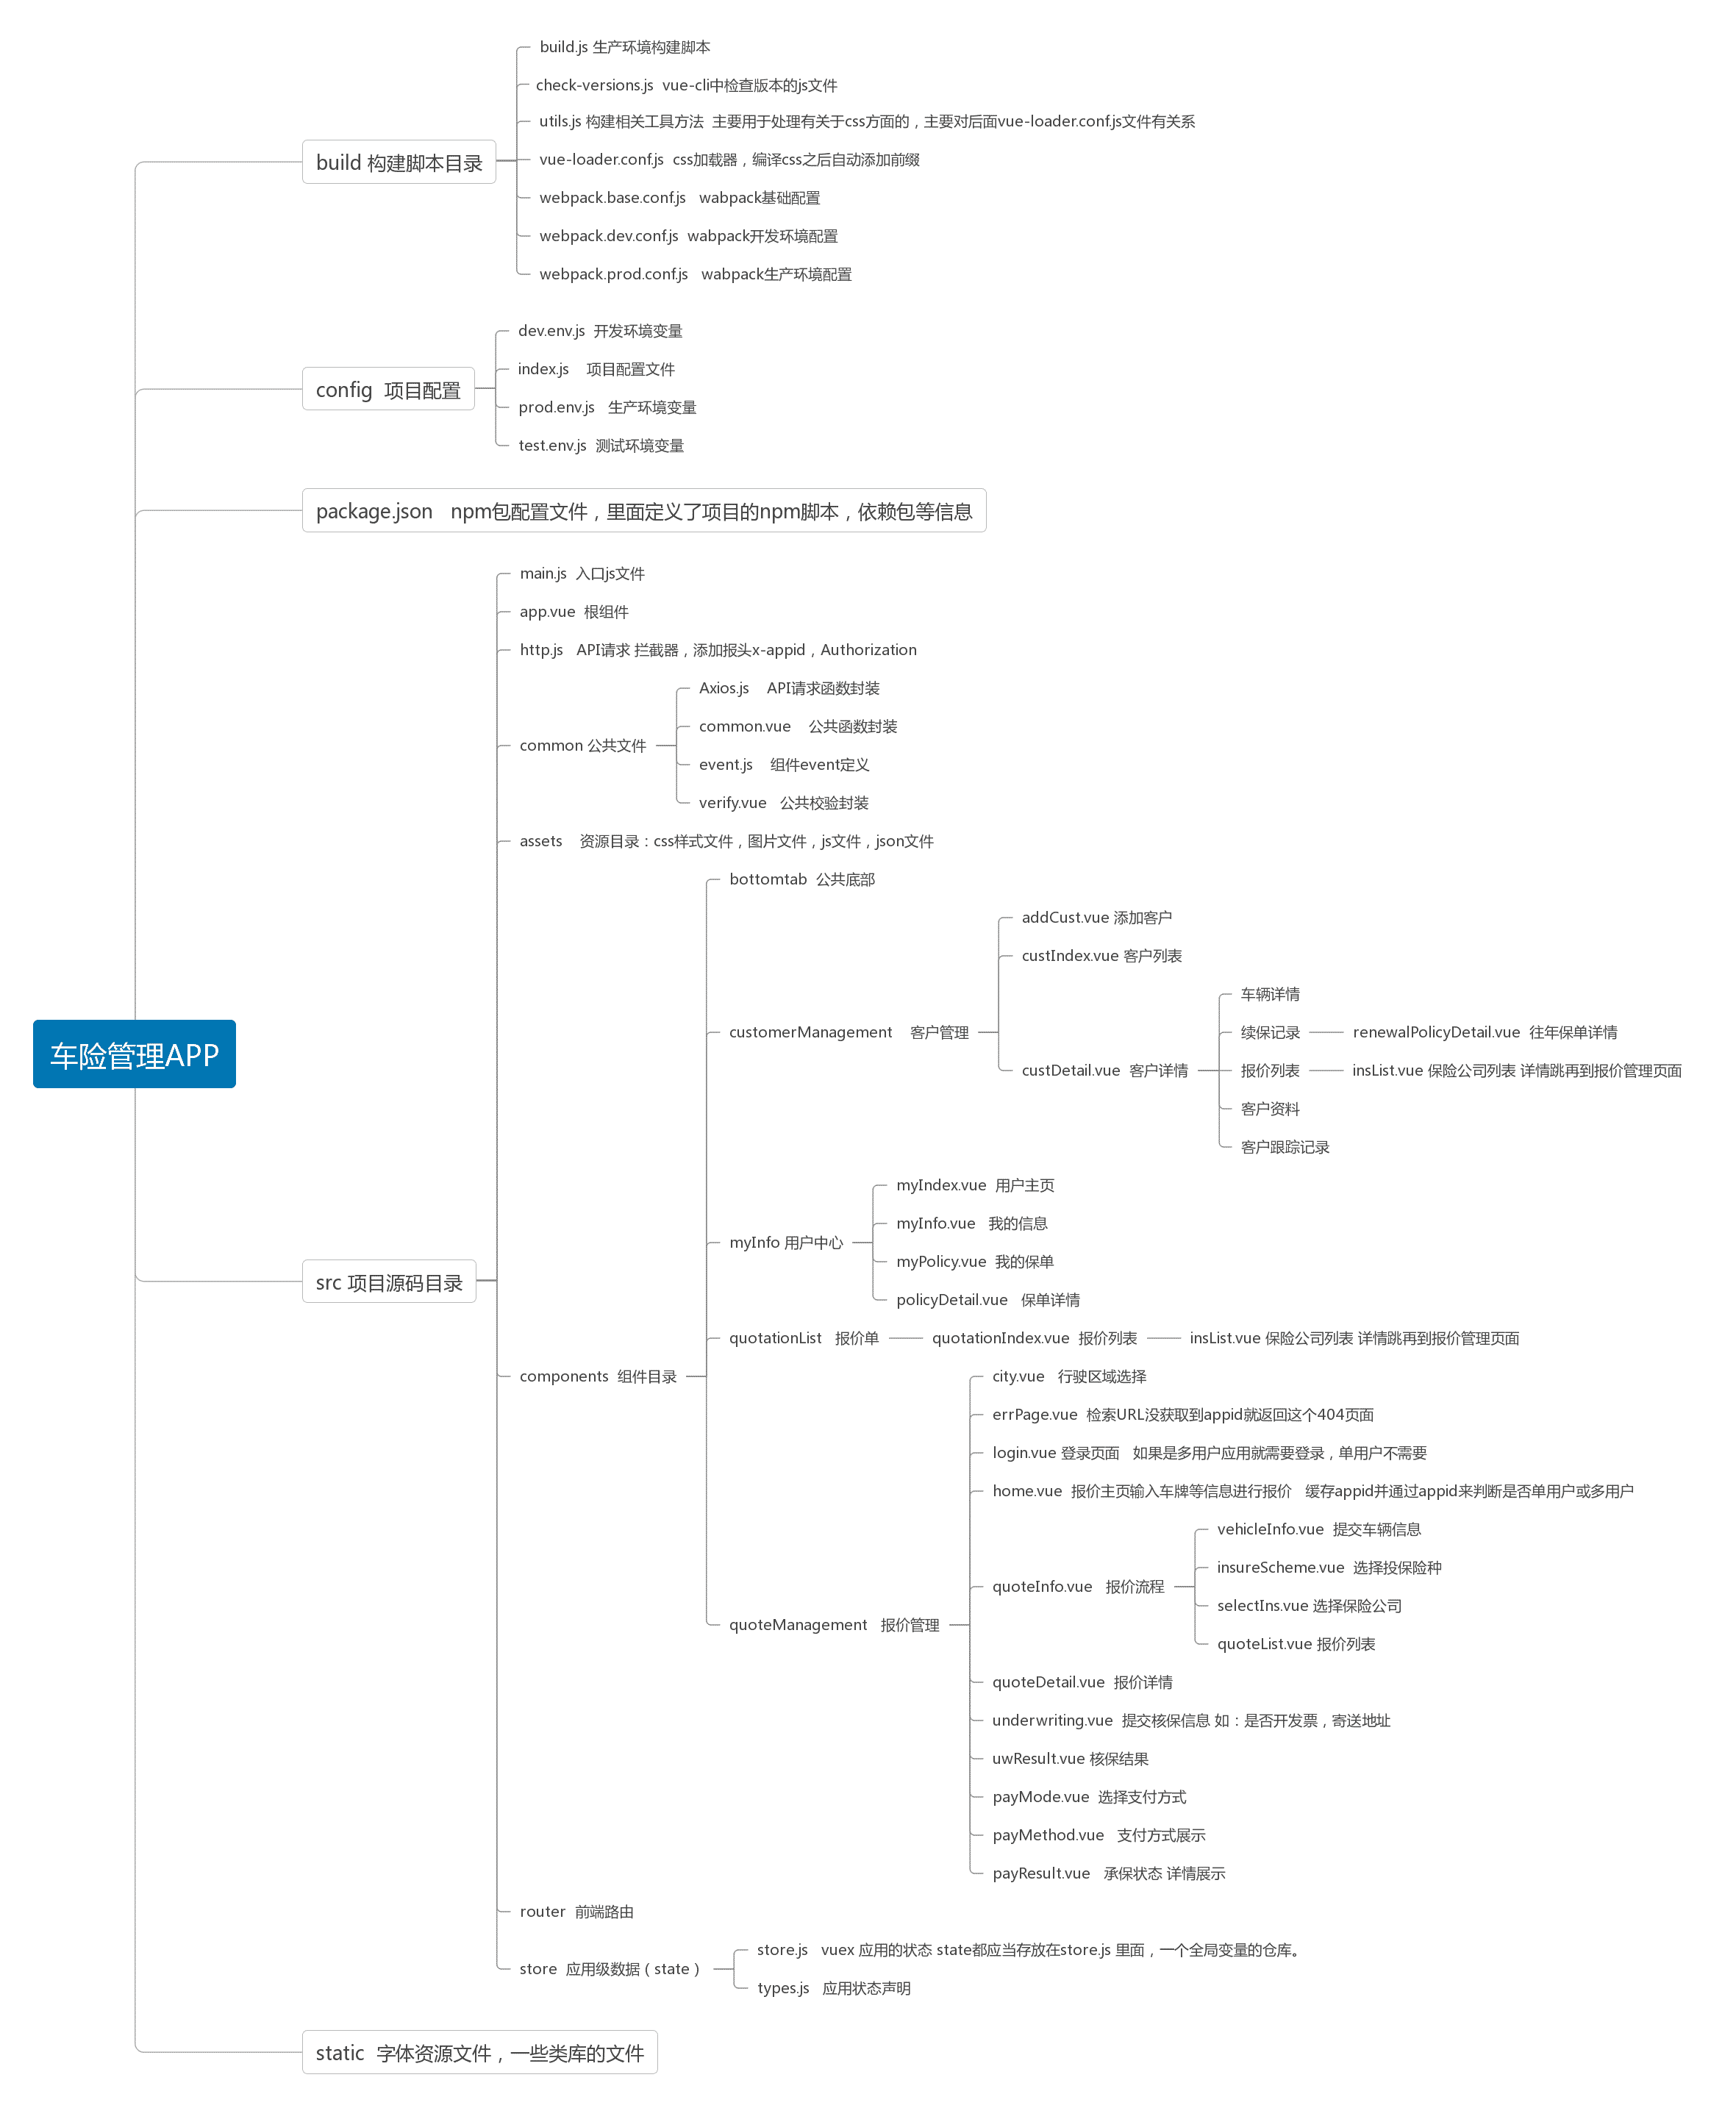 build.js 生产环境构建脚本
check-versions.js vue-cli中检查版本的js文件
utils.js 构建相关工具方法 主要用于处理有关于css方面的，主要对后面vue-loader.conf.js文件有关系
build 构建脚本目录
vue-loader.conf.js css加载器，编译css之后自动添加前缀
webpack.base.conf.js wabpack基础配置
webpack.dev.conf.js wabpack开发环境配置
webpack.prod.conf.js wabpack生产环境配置
dev.env.js 开发环境变量
index.js 项目配置文件
config 项目配置
prod.env.js 生产环境变量
test.env.js 测试环境变量
package.json npm包配置文件，里面定义了项目的npm脚本，依赖包等信息
main.js 入口js文件
app.vue 根组件
http.js API请求 拦截器，添加报头x-appid，Authorization
Axios.js API请求函数封装
common.vue 公共函数封装
common 公共文件
event.js 组件event定义
verify.vue 公共校验封装
assets 资源目录：css样式文件，图片文件，js文件，json文件
bottomtab 公共底部
addCust.vue 添加客户
custIndex.vue 客户列表
车辆详情
customerManagement 客户管理
续保记录
renewalPolicyDetail.vue 往年保单详情
车险管理APP
custDetail.vue 客户详情
报价列表
insList.vue 保险公司列表 详情跳再到报价管理页面
客户资料
客户跟踪记录
myIndex.vue 用户主页
myInfo.vue 我的信息
myInfo 用户中心
myPolicy.vue 我的保单
src 项目源码目录
policyDetail.vue 保单详情
quotationList 报价单
quotationIndex.vue 报价列表
insList.vue 保险公司列表 详情跳再到报价管理页面
components 组件目录
city.vue 行驶区域选择
errPage.vue 检索URL没获取到appid就返回这个404页面
login.vue 登录页面 如果是多用户应用就需要登录，单用户不需要
home.vue 报价主页输入车牌等信息进行报价 缓存appid并通过appid来判断是否单用户或多用户
vehicleInfo.vue 提交车辆信息
insureScheme.vue 选择投保险种
quoteInfo.vue 报价流程
selectIns.vue 选择保险公司
quoteManagement 报价管理
quoteList.vue 报价列表
quoteDetail.vue 报价详情
underwriting.vue 提交核保信息 如：是否开发票，寄送地址
uwResult.vue 核保结果
payMode.vue 选择支付方式
payMethod.vue 支付方式展示
payResult.vue 承保状态 详情展示
router 前端路由
store.js vuex 应用的状态 state都应当存放在store.js 里面，一个全局变量的仓库。
store 应用级数据（state）
types.js 应用状态声明
static 字体资源文件，一些类库的文件